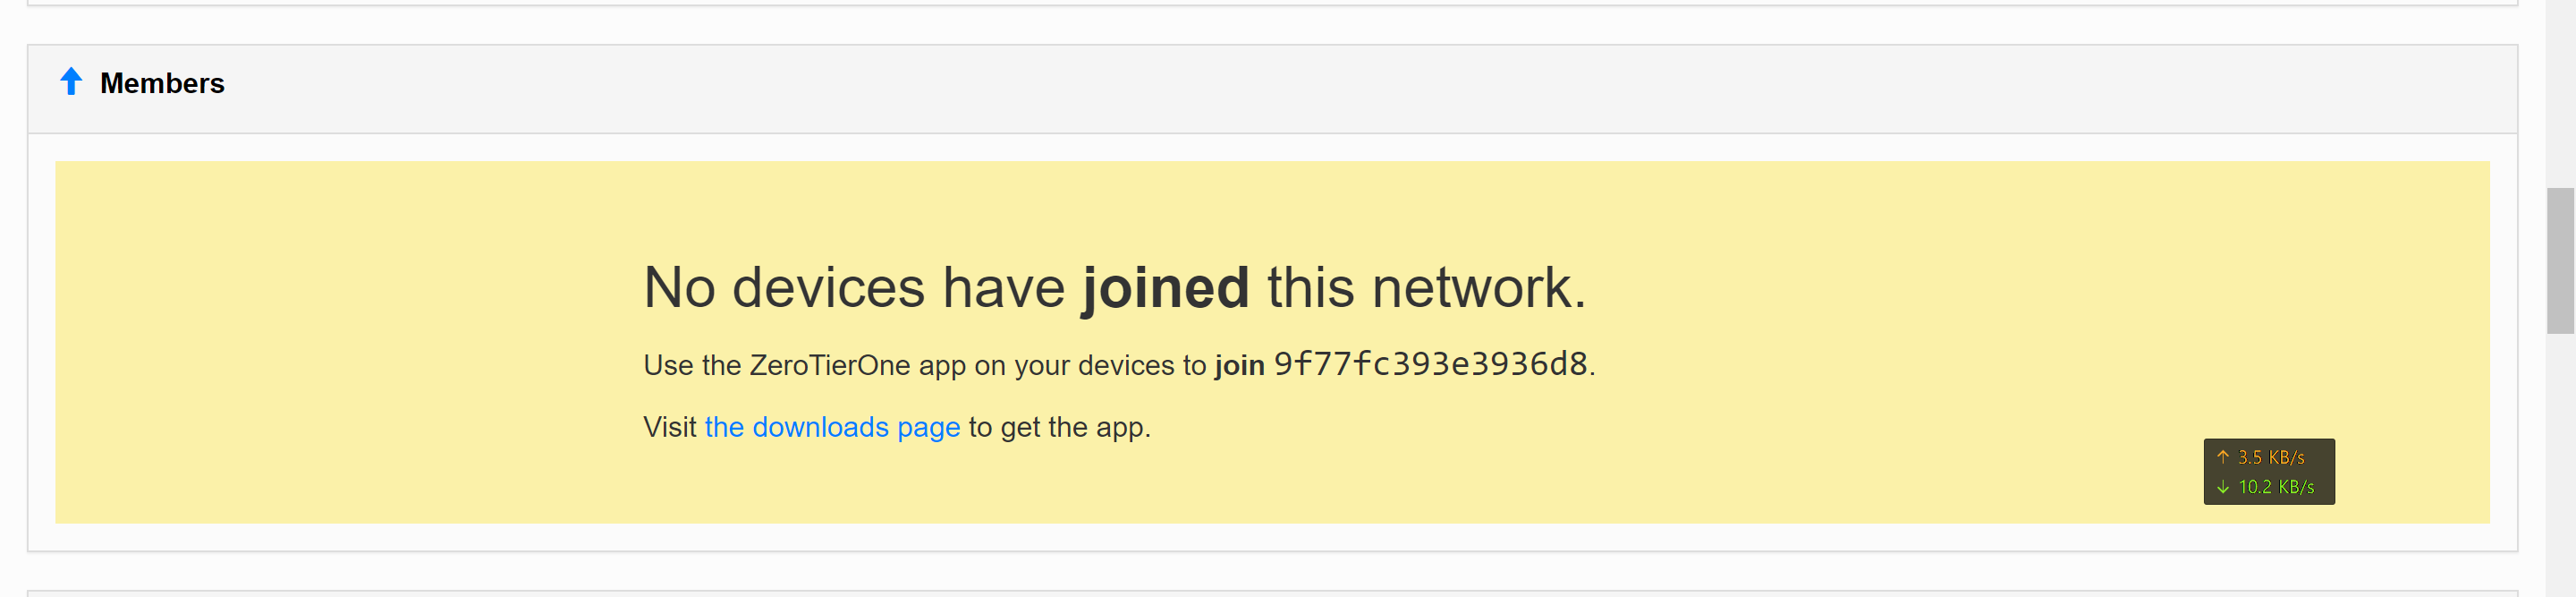 Members
No devices have joined this network.
Use the ZeroTierOne app on your devices to join 9f77fc393e3936d8.
Visit the downloads page to get the app.
↑ 3.5 KB/s
↓ 10.2 KB/s